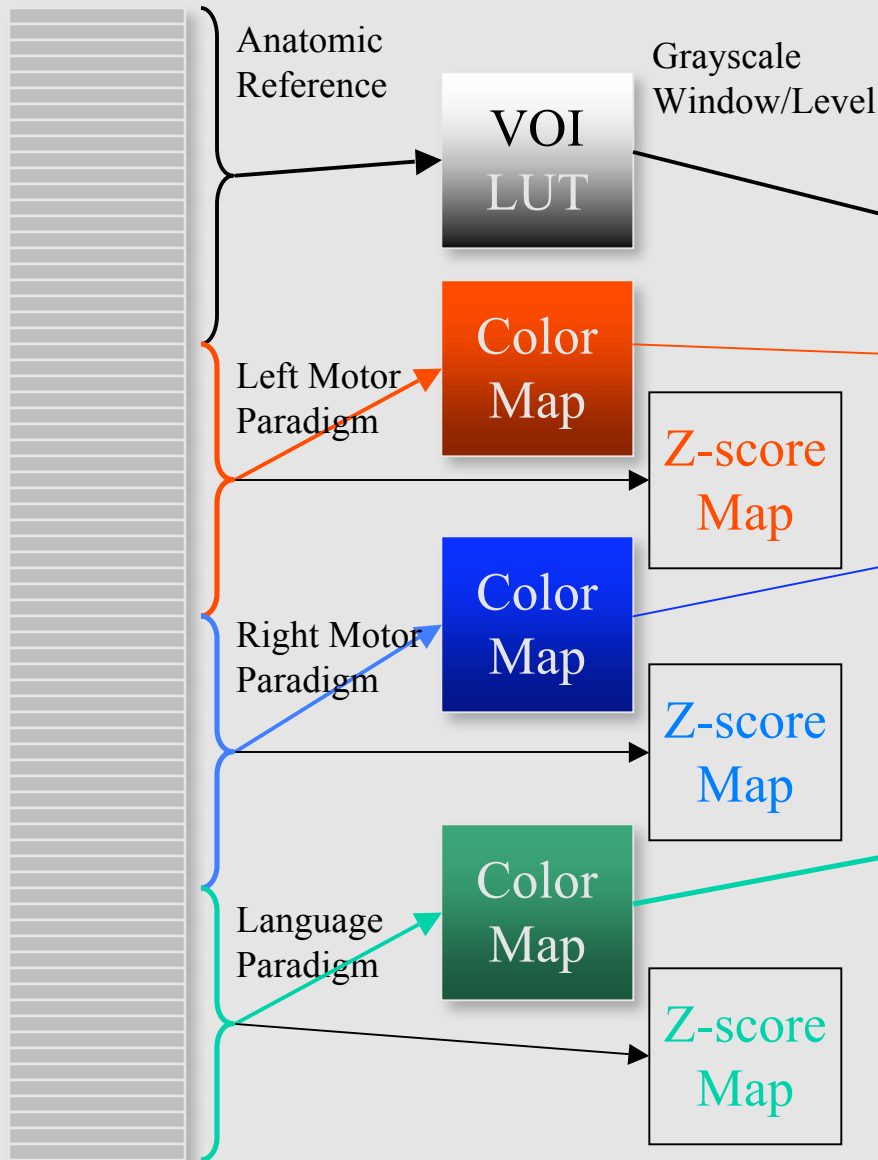 Anatomic
Reference
VOI
LUT
Grayscale
Window/Level
Left Motor
Paradigm
Color
Map
Z-score
Map
Right Motor
Paradigm
Color
Map
Z-score
Map
Language
Paradigm
Color
Map
Z-score
Map